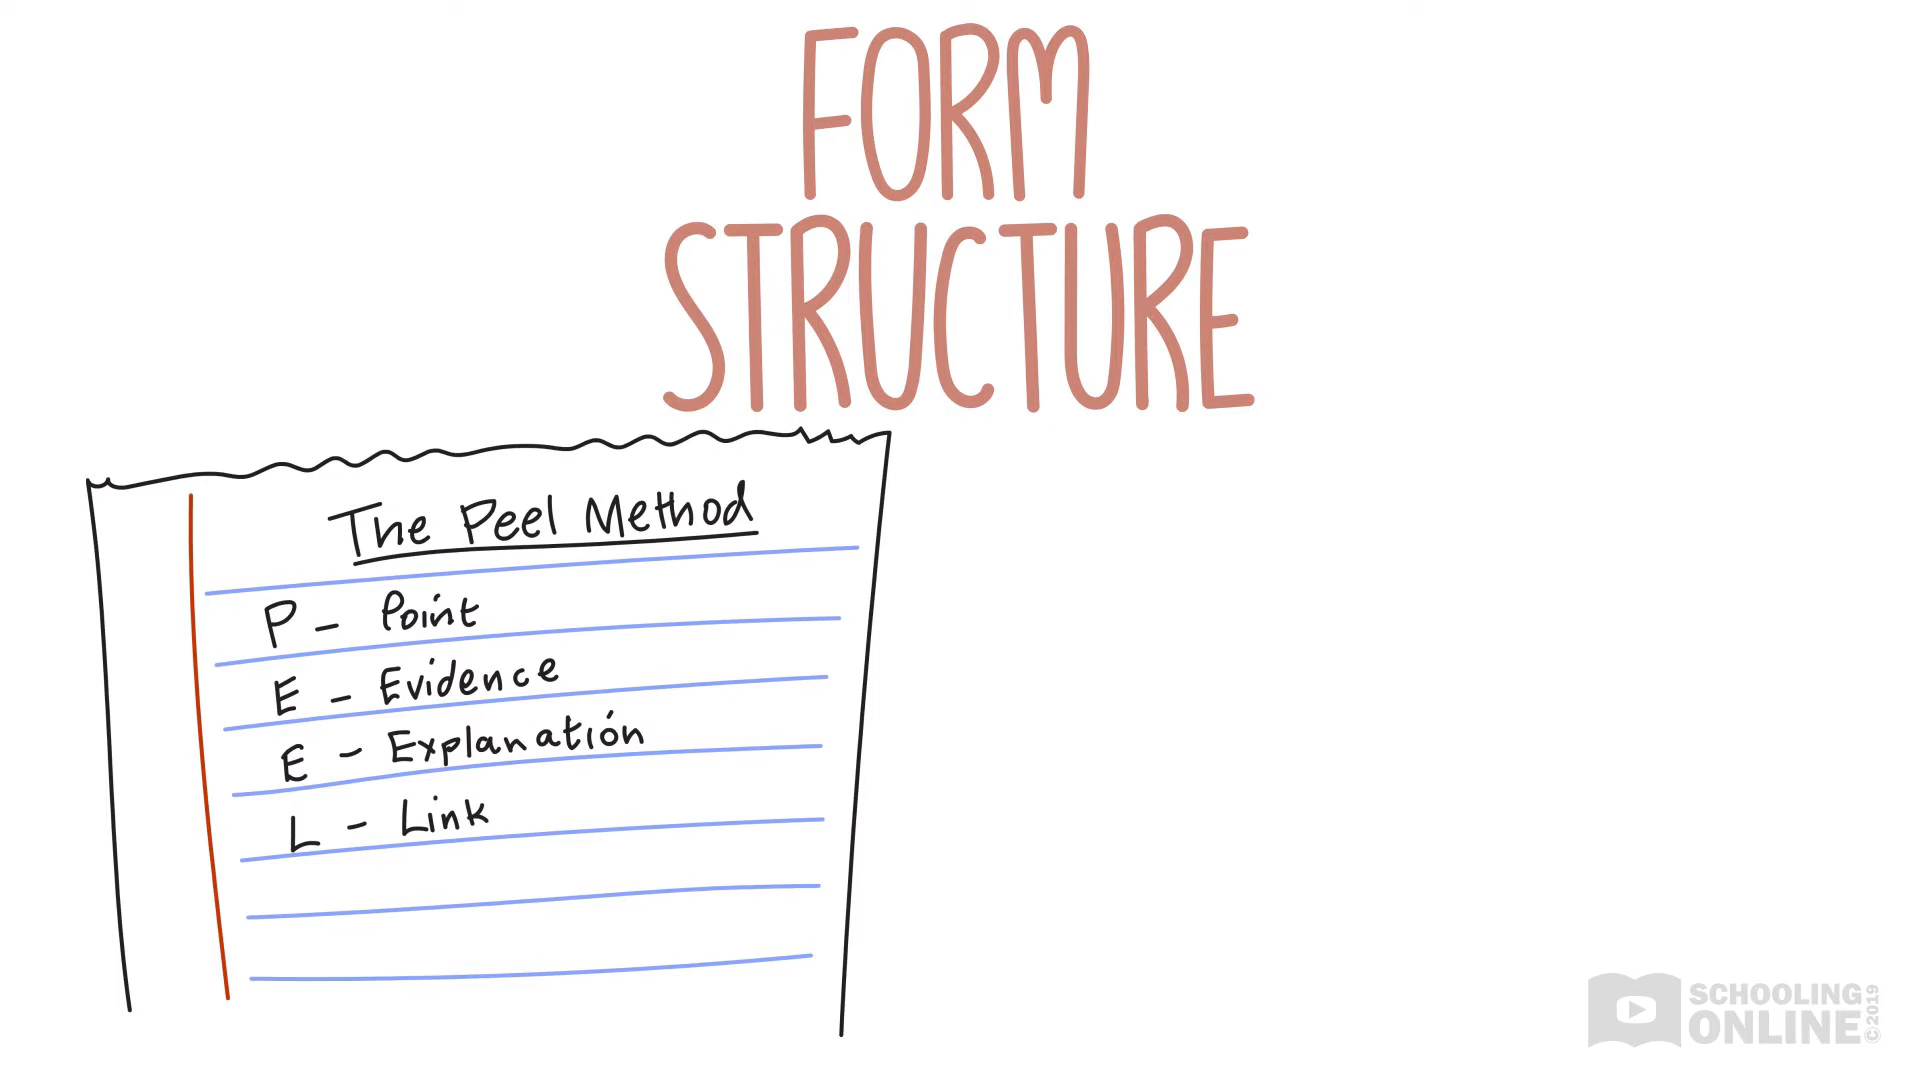 FORM
STRUCTURE
The Peel Method
P - Point
E - Evidence
E - Explanation
L - Link
SCHOOLING
ONLINE
©2019